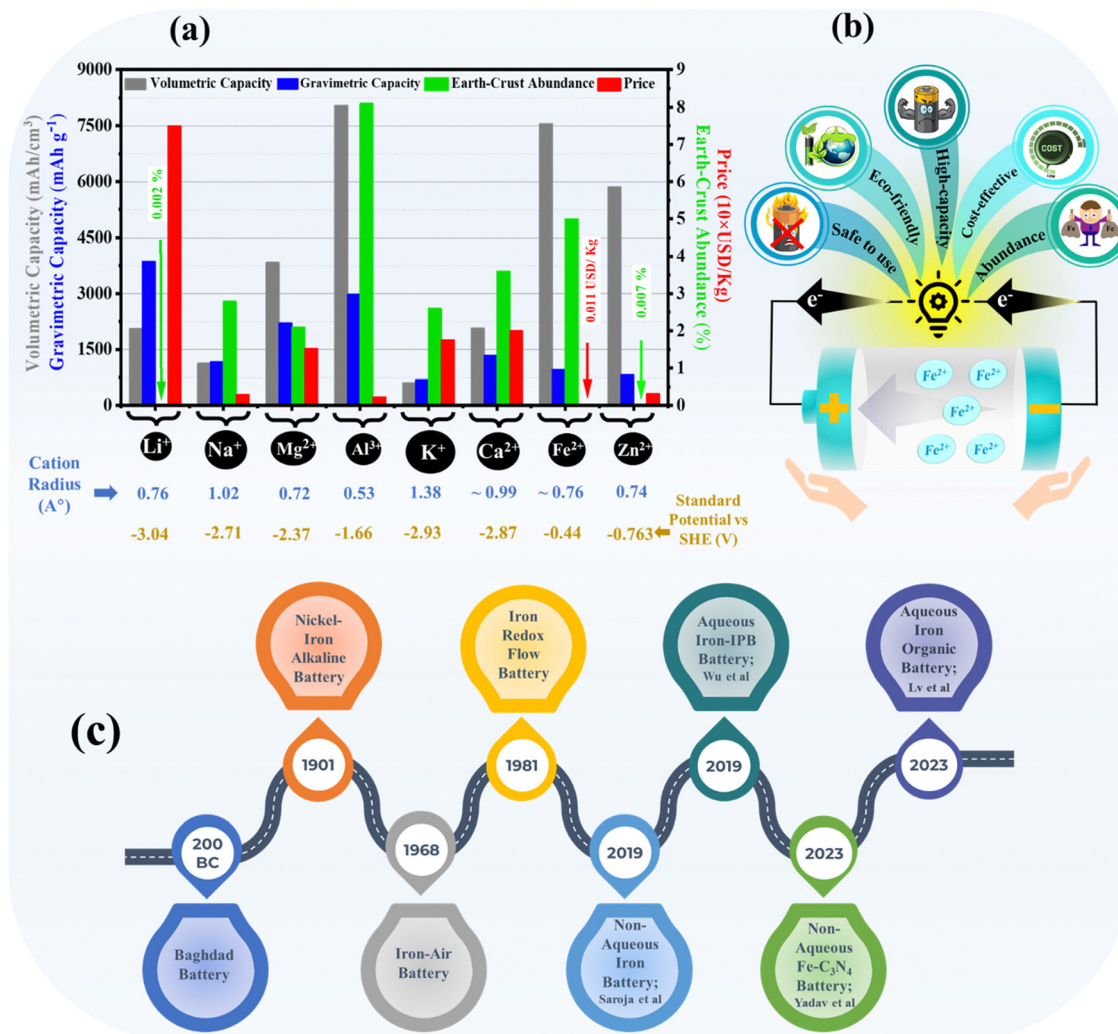 (a)
9000
7500
6000
4500
3000
1500
0
Volumetric Capacity (mAh/cm³)
Gravimetric Capacity (mAh g⁻¹)
Volumetric Capacity
Gravimetric Capacity
Earth-Crust Abundance
Price
0.002 %
0.011 USD/ Kg
0.007 %
9
8
7
6
5
4
3
2
1
0
Price (10×USD/Kg)
Earth-Crust Abundance (%)
Li⁺
Na⁺
Mg²⁺
Al³⁺
K⁺
Ca²⁺
Fe²⁺
Zn²⁺
Cation
Radius
(A°)
0.76
1.02
0.72
0.53
1.38
~ 0.99
~ 0.76
0.74
-3.04
-2.71
-2.37
-1.66
-2.93
-2.87
-0.44
-0.763
Standard
Potential vs
SHE (V)
(b)
Safe to use
Eco-friendly
High-capacity
Cost-effective
Abundance
COST
Fe
Fe
e⁻
e⁻
+
Fe²⁺
Fe²⁺
Fe²⁺
Fe²⁺
Fe²⁺
−
(c)
200
BC
Baghdad
Battery
1901
Nickel-
Iron
Alkaline
Battery
1968
Iron-Air
Battery
1981
Iron
Redox
Flow
Battery
2019
Non-
Aqueous
Iron
Battery;
Saroja et al
2019
Aqueous
Iron-IPB
Battery;
Wu et al
2023
Non-
Aqueous
Fe-C₃N₄
Battery;
Yadav et al
2023
Aqueous
Iron
Organic
Battery;
Lv et al